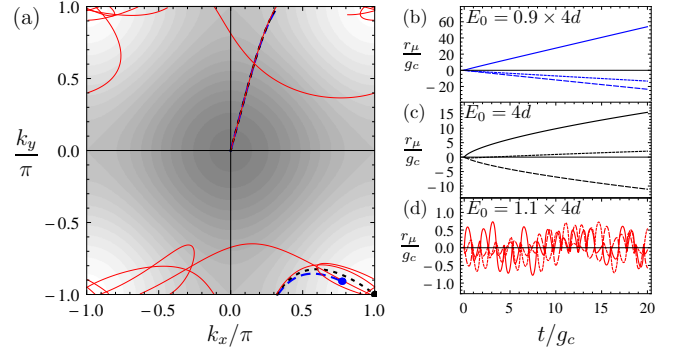 (a)
1.0
0.5
0.0
−0.5
−1.0
k_y/π
−1.0 −0.5 0.0 0.5 1.0
k_x/π
(b) E_0 = 0.9 × 4d
r_μ/g_c
60
40
20
0
−20
(c) E_0 = 4d
r_μ/g_c
15
10
5
0
−5
−10
(d) E_0 = 1.1 × 4d
r_μ/g_c
1.0
0.5
0.0
−0.5
−1.0
0 5 10 15 20
t/g_c